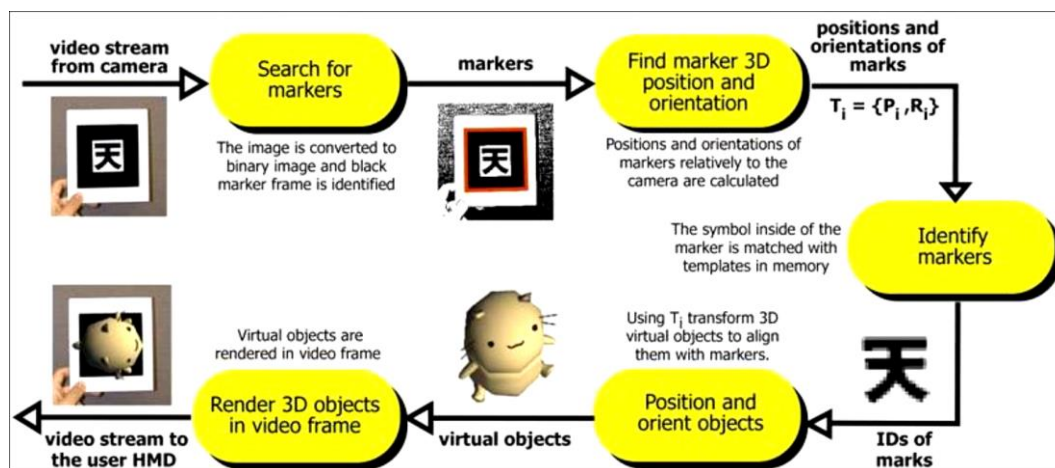 video stream
from camera
Search for
markers
The image is converted to
binary image and black
marker frame is identified
markers
Find marker 3D
position and
orientation
Positions and orientations of
markers relatively to the
camera are calculated
positions and
orientations of
marks
Tᵢ = {Pᵢ ,Rᵢ}
天
天
The symbol inside of the
marker is matched with
templates in memory
Identify
markers
天
IDs of
marks
Using Tᵢ transform 3D
virtual objects to align
them with markers.
Position and
orient objects
virtual objects
Virtual objects are
rendered in video frame
Render 3D objects
in video frame
video stream to
the user HMD